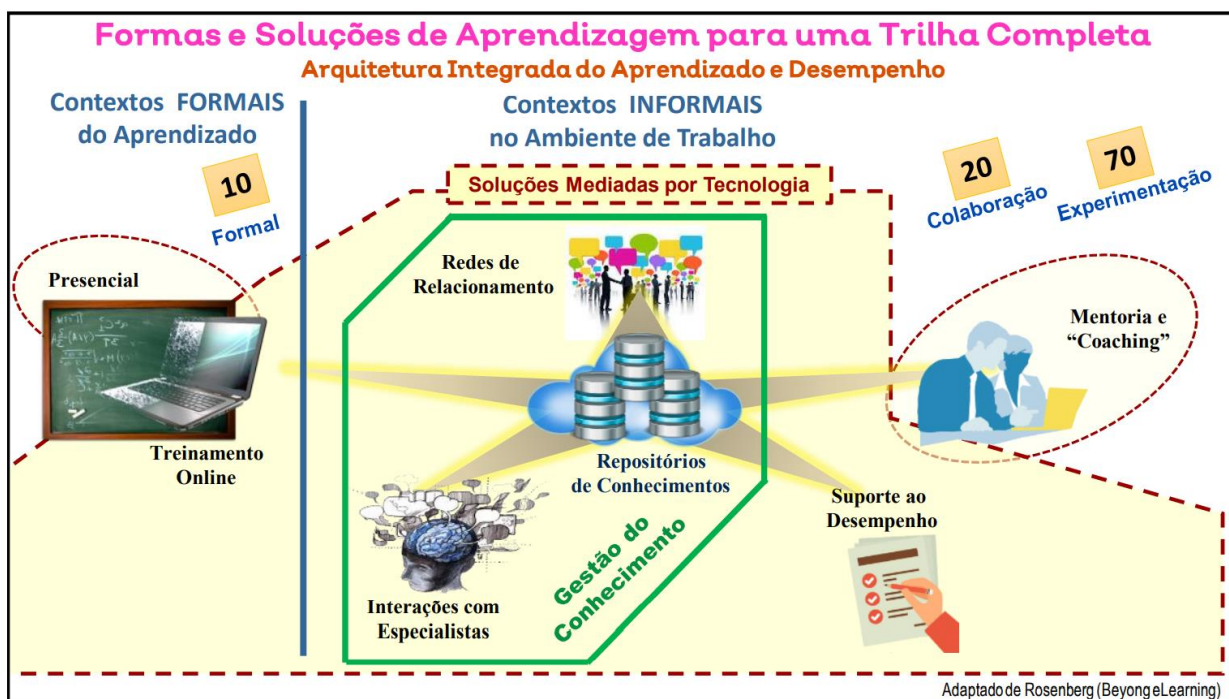 Formas e Soluções de Aprendizagem para uma Trilha Completa
Arquitetura Integrada do Aprendizado e Desempenho
Contextos FORMAIS
do Aprendizado
Contextos INFORMAIS
no Ambiente de Trabalho
10
Formal
20
Colaboração
70
Experimentação
Soluções Mediadas por Tecnologia
Presencial
Treinamento
Online
Redes de
Relacionamento
Mentoria e
“Coaching”
Repositórios
de Conhecimentos
Suporte ao
Desempenho
Interações com
Especialistas
Gestão do
Conhecimento
Adaptado de Rosenberg (Beyong eLearning)